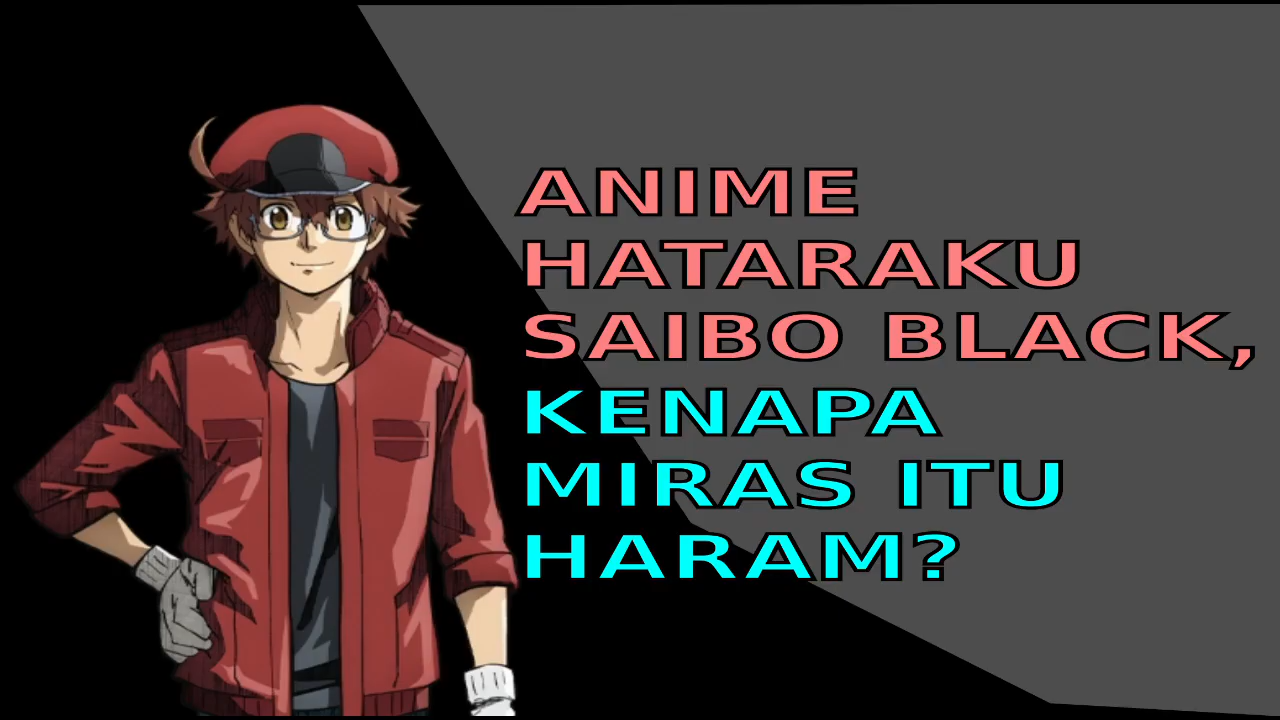 ANIME
HATARAKU
SAIBO BLACK,
KENAPA
MIRAS ITU
HARAM?